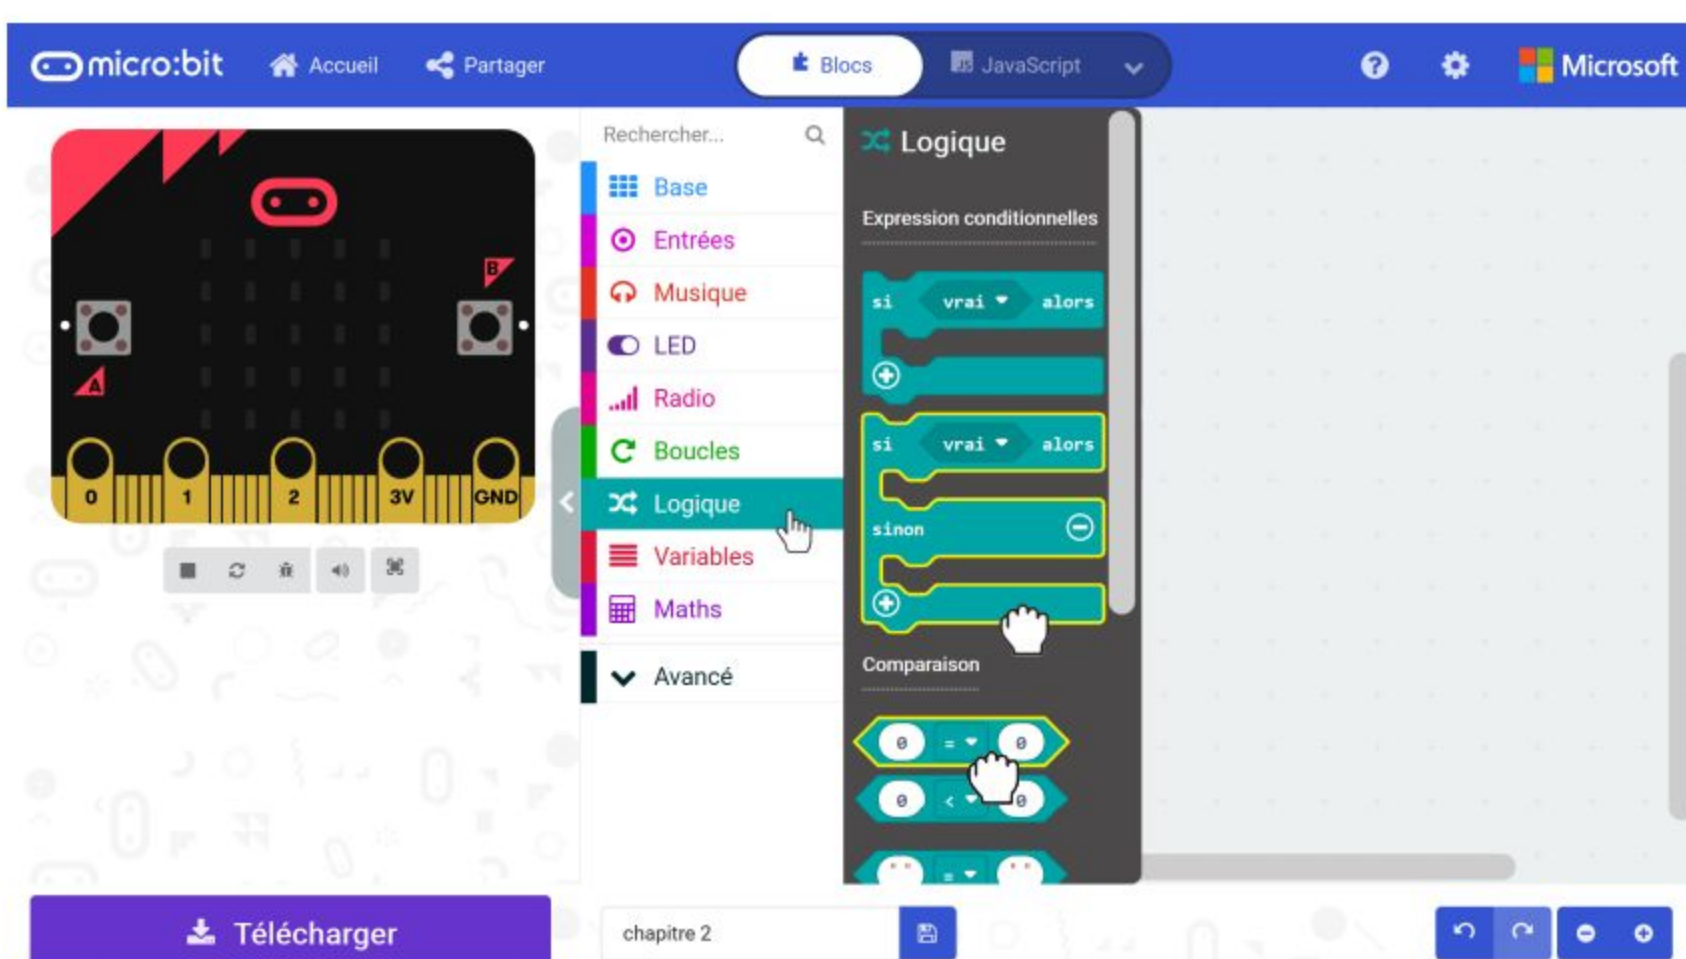 micro:bit
Accueil
Partager
Blocs
JS JavaScript
?
Microsoft
B
A
0 1 2 3V GND
Rechercher...
Base
Entrées
Musique
LED
Radio
Boucles
Logique
Variables
Maths
Avancé
Logique
Expression conditionnelles
si vrai alors
si vrai alors
sinon
Comparaison
0 = 0
0 < 0
" " = " "
Télécharger
chapitre 2